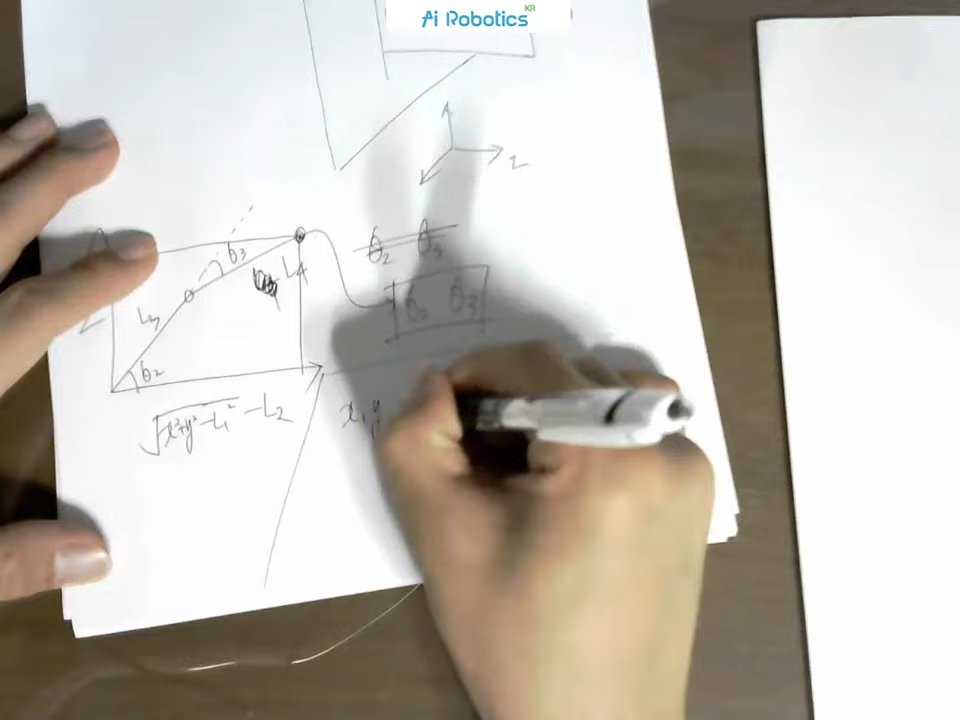 Ai Robotics KR
z
θ3
θ2 θ3
L4
θ2 θ3
L3
θ2
√x²+y²-L₁² -L2
x, y